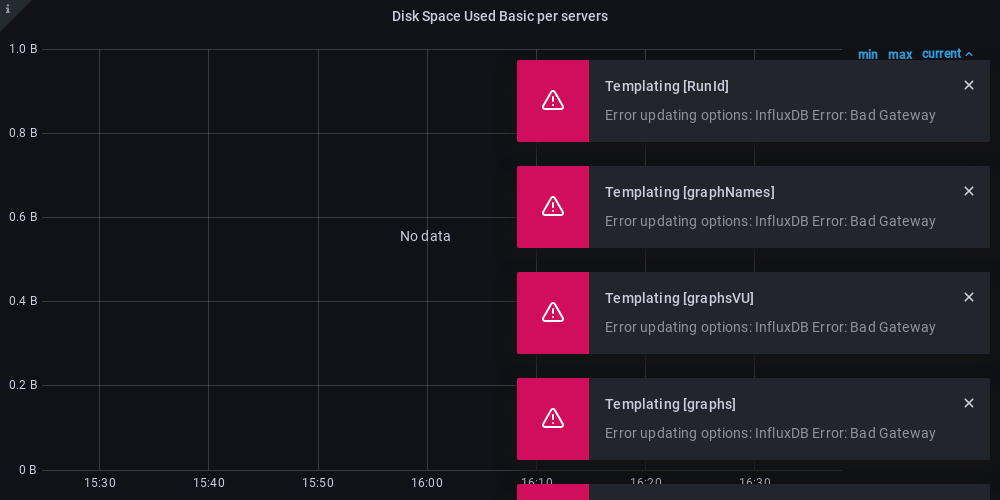 Disk Space Used Basic per servers
1.0 B
min max current
Templating [RunId]
Error updating options: InfluxDB Error: Bad Gateway
0.8 B
Templating [graphNames]
Error updating options: InfluxDB Error: Bad Gateway
0.6 B
No data
Templating [graphsVU]
Error updating options: InfluxDB Error: Bad Gateway
0.4 B
0.2 B
Templating [graphs]
Error updating options: InfluxDB Error: Bad Gateway
0 B
15:30 15:40 15:50 16:00 16:10 16:20 16:30